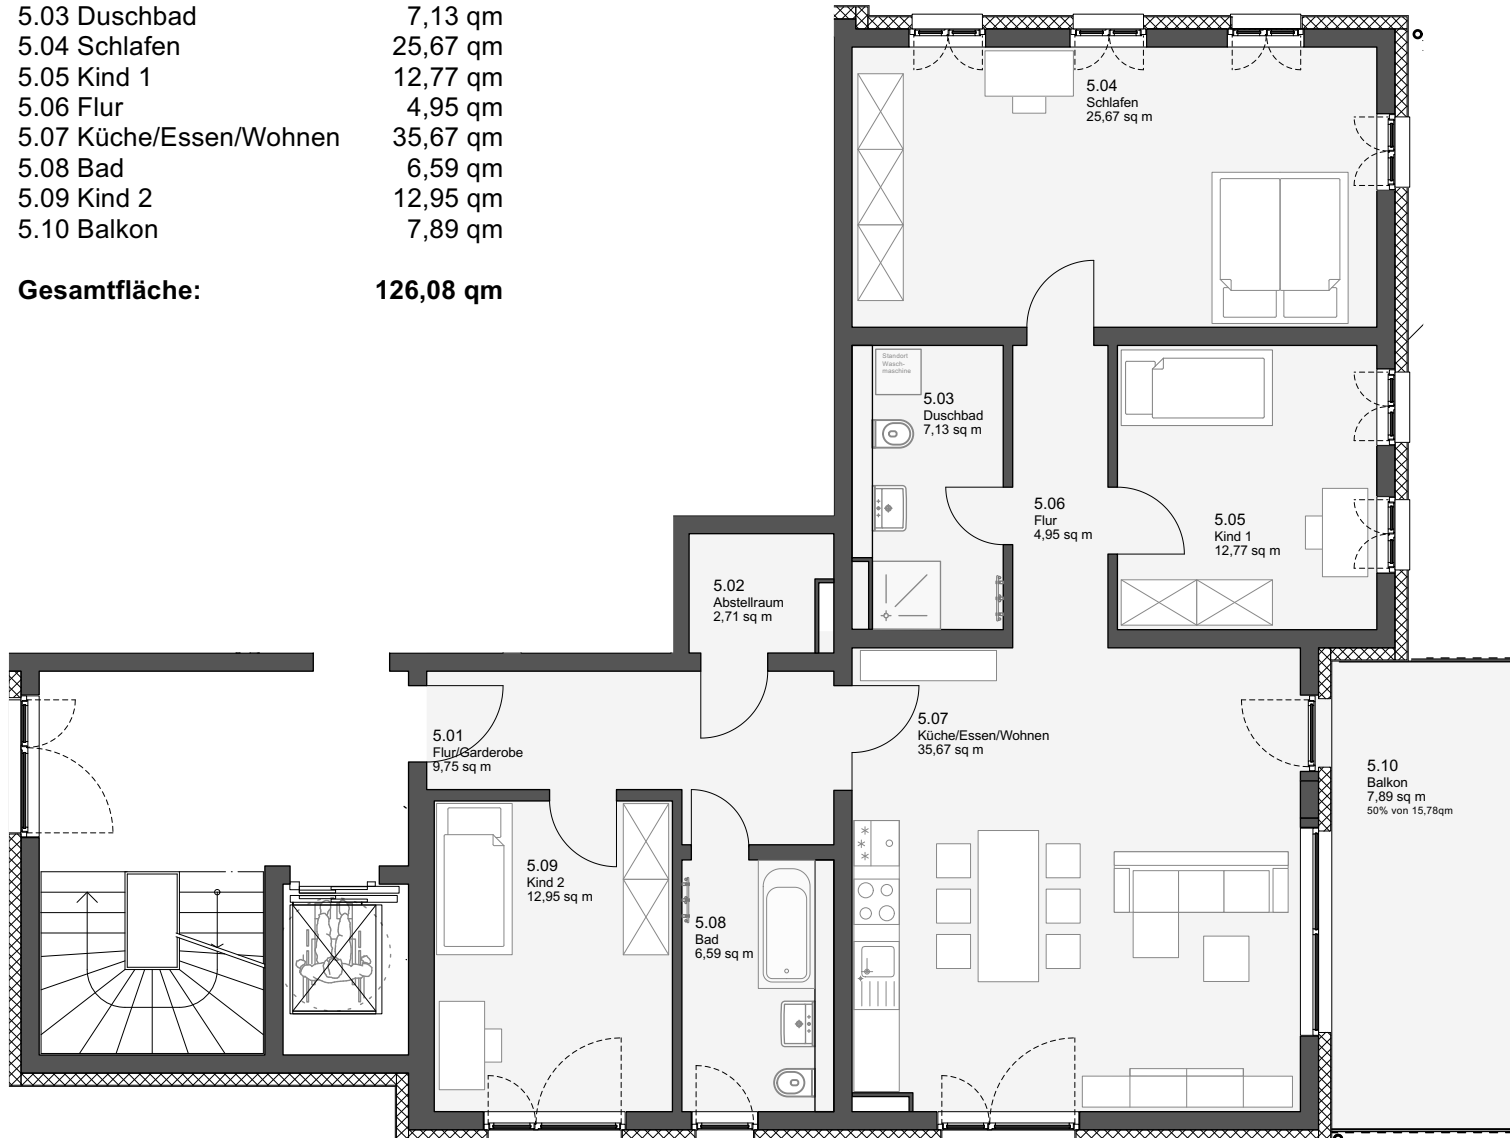 5.03 Duschbad 7,13 qm
5.04 Schlafen 25,67 qm
5.05 Kind 1 12,77 qm
5.06 Flur 4,95 qm
5.07 Küche/Essen/Wohnen 35,67 qm
5.08 Bad 6,59 qm
5.09 Kind 2 12,95 qm
5.10 Balkon 7,89 qm
Gesamtfläche: 126,08 qm
5.04
Schlafen
25,67 sq m
Standort
Wasch-
maschine
5.03
Duschbad
7,13 sq m
5.06
Flur
4,95 sq m
5.05
Kind 1
12,77 sq m
5.02
Abstellraum
2,71 sq m
5.01
Flur/Garderobe
9,75 sq m
5.07
Küche/Essen/Wohnen
35,67 sq m
5.10
Balkon
7,89 sq m
50% von 15,78qm
5.09
Kind 2
12,95 sq m
5.08
Bad
6,59 sq m